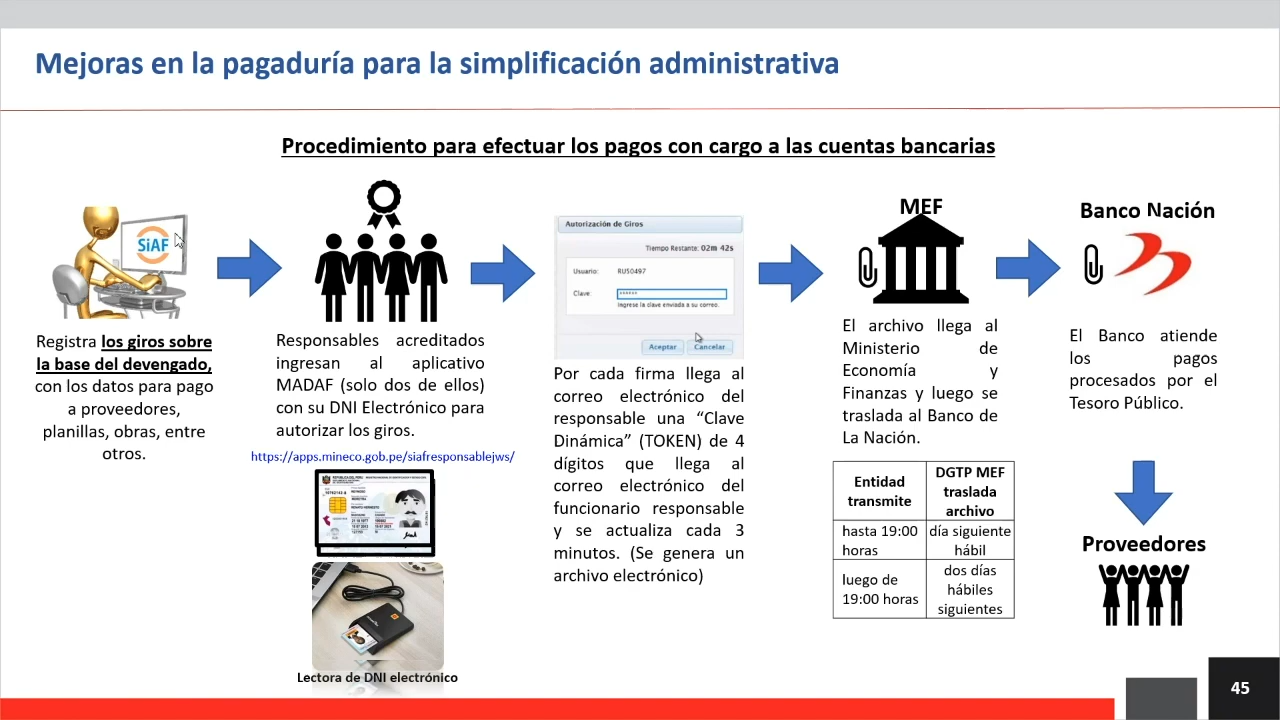 Mejoras en la pagaduría para la simplificación administrativa
Procedimiento para efectuar los pagos con cargo a las cuentas bancarias
SiAF
Registra los giros sobre
la base del devengado,
con los datos para pago
a proveedores,
planillas, obras, entre
otros.
Responsables acreditados
ingresan al aplicativo
MADAF (solo dos de ellos)
con su DNI Electrónico para
autorizar los giros.
https://apps.mineco.gob.pe/siafresponsablejws/
Lectora de DNI electrónico
Autorización de Giros
Tiempo Restante: 02m 42s
Usuario: RUS0497
Clave: ******
Ingrese la clave enviada a su correo.
Aceptar Cancelar
Por cada firma llega al
correo electrónico del
responsable una “Clave
Dinámica” (TOKEN) de 4
dígitos que llega al
correo electrónico del
funcionario responsable
y se actualiza cada 3
minutos. (Se genera un
archivo electrónico)
MEF
El archivo llega al
Ministerio de
Economía y
Finanzas y luego se
traslada al Banco de
La Nación.
Entidad
transmite
DGTP MEF
traslada
archivo
hasta 19:00
horas
día siguiente
hábil
luego de
19:00 horas
dos días
hábiles
siguientes
Banco Nación
El Banco atiende
los pagos
procesados por el
Tesoro Público.
Proveedores
45